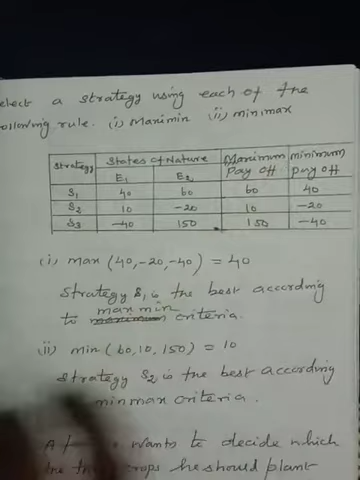 elect a strategy using each of the
ollowing rule. (i) Maximin (ii) minimax
Strategy States of Nature Maximum Pay off minimum pay off
E1 E2
S1 40 60 60 40
S2 10 -20 10 -20
S3 -40 150 150 -40
(i) max (40, -20, -40) = 40
Strategy S1 is the best according
to maxmin criteria.
(ii) min (60, 10, 150) = 10
Strategy S2 is the best according
minmax criteria.
A wants to decide which
crops he should plant